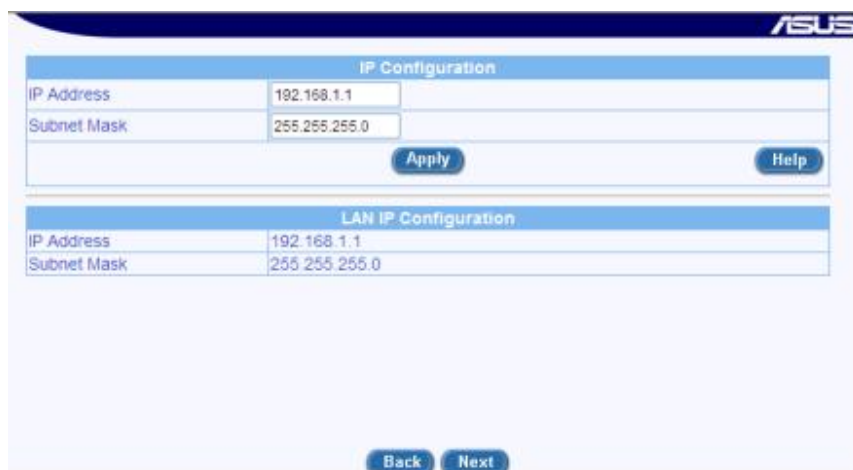 ASUS
IP Configuration
IP Address 192.168.1.1
Subnet Mask 255.255.255.0
Apply Help
LAN IP Configuration
IP Address 192.168.1.1
Subnet Mask 255.255.255.0
Back Next